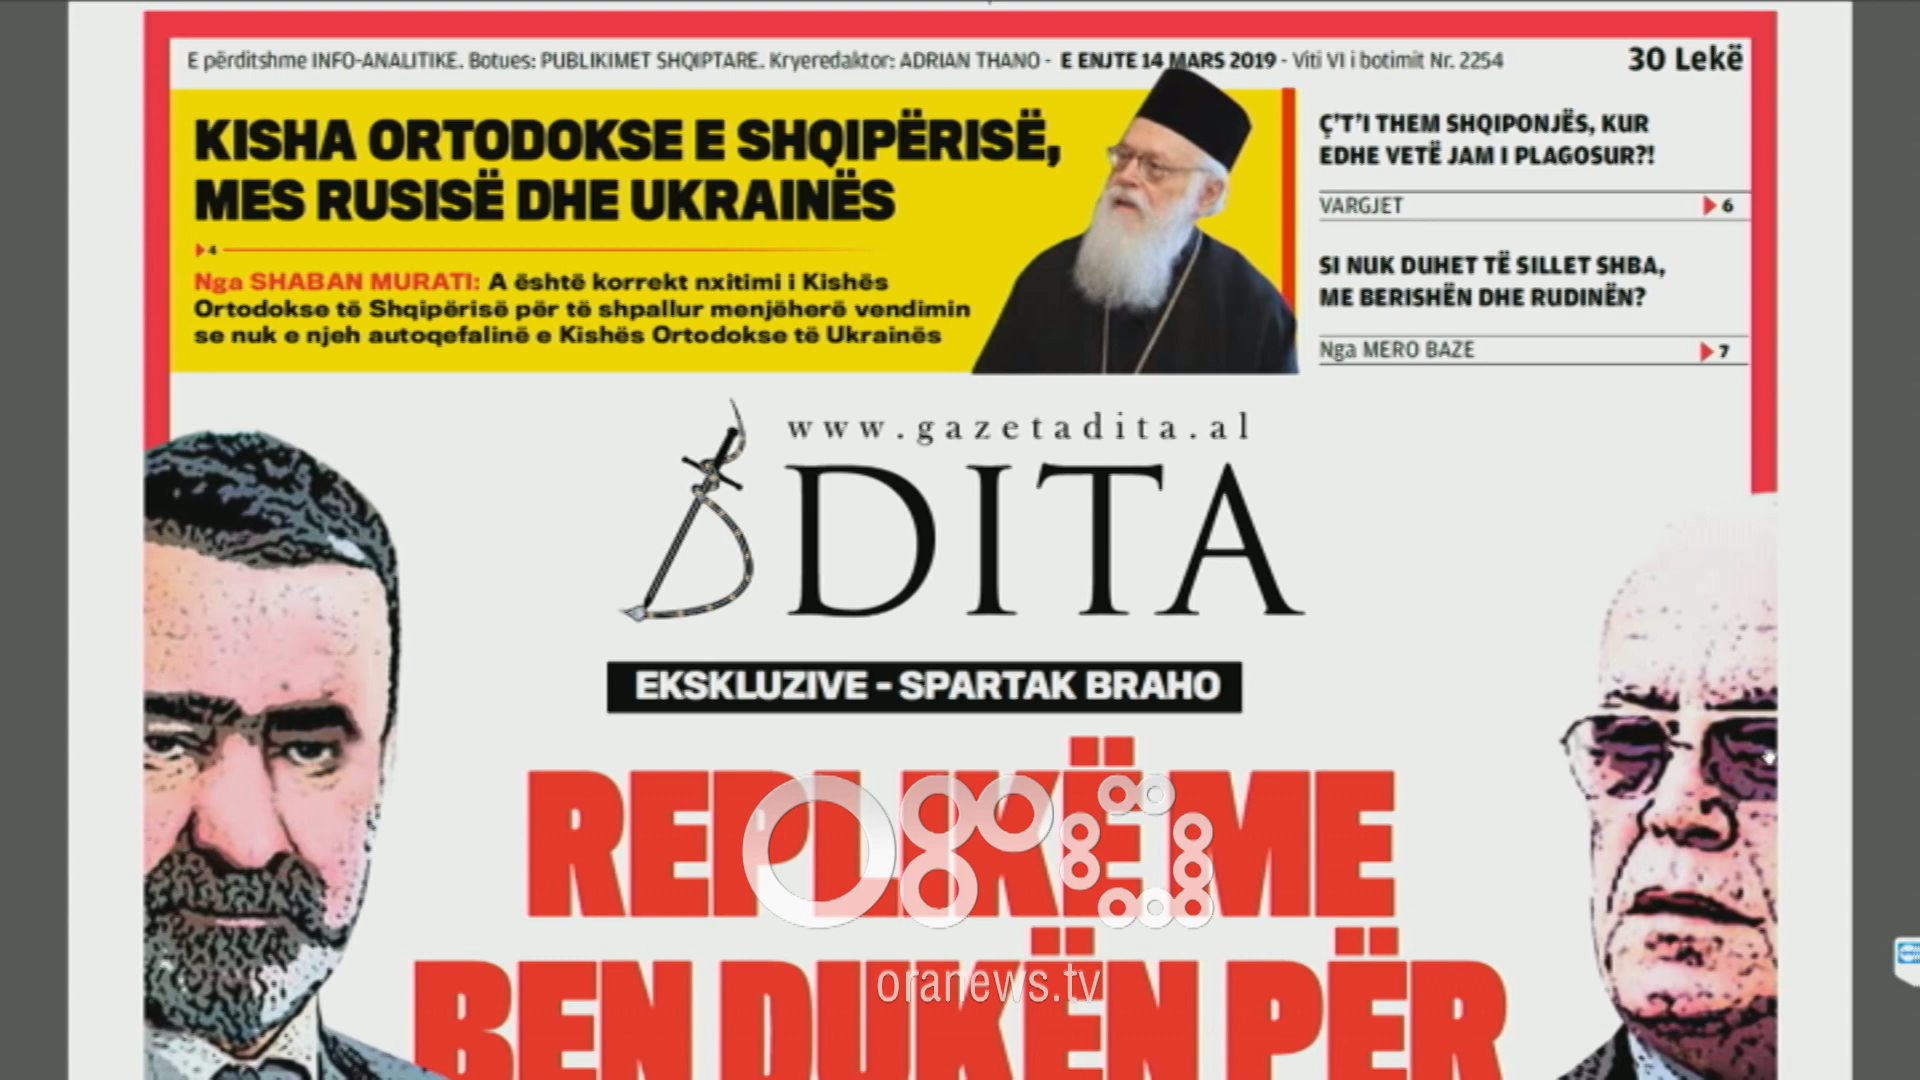 E përditshme INFO-ANALITIKE. Botues: PUBLIKIMET SHQIPTARE. Kryeredaktor: ADRIAN THANO - E ENJTE 14 MARS 2019 - Viti VI i botimit Nr. 2254
30 Lekë
KISHA ORTODOKSE E SHQIPËRISË,
MES RUSISË DHE UKRAINËS
4
Nga SHABAN MURATI: A është korrekt nxitimi i Kishës
Ortodokse të Shqipërisë për të shpallur menjëherë vendimin
se nuk e njeh autoqefalinë e Kishës Ortodokse të Ukrainës
Ç'T'I THEM SHQIPONJËS, KUR
EDHE VETË JAM I PLAGOSUR?!
VARGJET 6
SI NUK DUHET TË SILLET SHBA,
ME BERISHËN DHE RUDINËN?
Nga MERO BAZE 7
www.gazetadita.al
DITA
EKSKLUZIVE - SPARTAK BRAHO
REPLIKË ME
BEN DUKËN PËR
oranews.tv